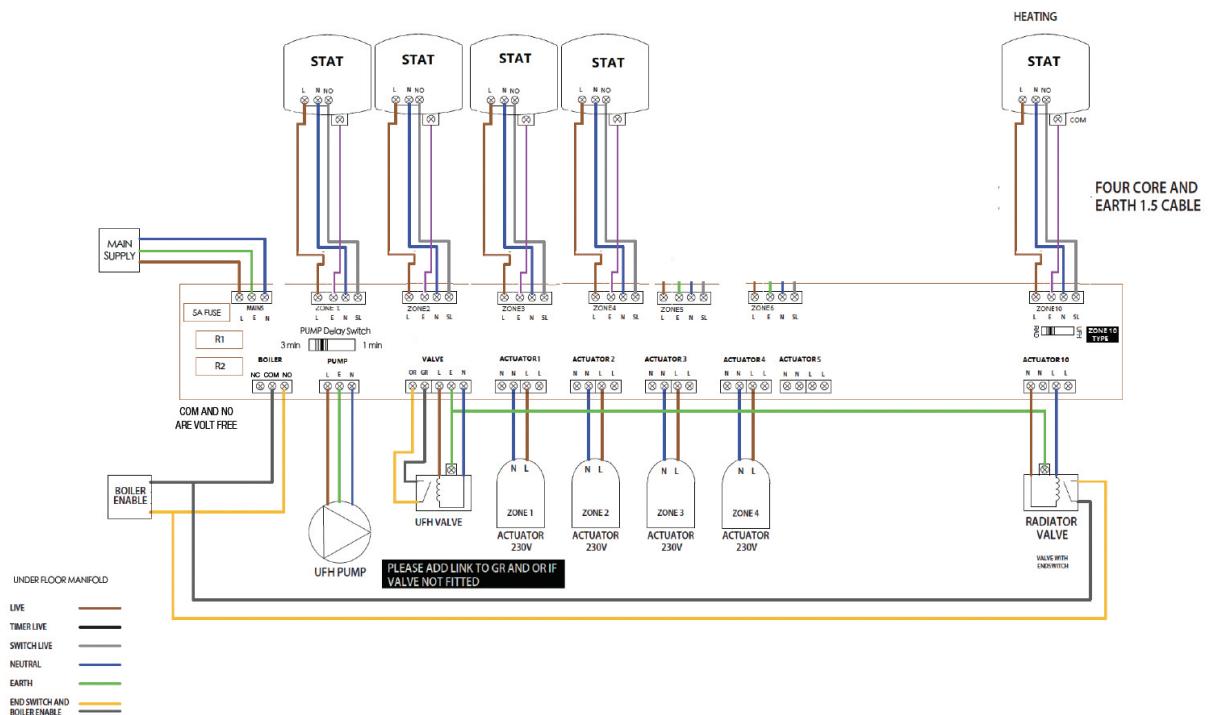 HEATING
STAT
STAT
STAT
STAT
STAT
L N NO
L N NO
L N NO
L N NO
L N NO
COM
FOUR CORE AND
EARTH 1.5 CABLE
MAIN
SUPPLY
MAINS
L E N
ZONE 1
L E N SL
ZONE2
L E N SL
ZONE3
L E N SL
ZONE4
L E N SL
ZONE5
L E N SL
ZONE6
L E N SL
ZONE10
L E N SL
5A FUSE
R1
R2
PUMP Delay Switch
3 min
1 min
RAD
UFH
ZONE 10
TYPE
BOILER
NC COM NO
PUMP
L E N
VALVE
OR GR L E N
ACTUATOR1
N N L L
ACTUATOR 2
N N L L
ACTUATOR 3
N N L L
ACTUATOR 4
N N L L
ACTUATOR 5
N N L L
ACTUATOR10
N N L L
COM AND NO
ARE VOLT FREE
BOILER
ENABLE
UFH PUMP
UFH VALVE
N L
ZONE 1
ACTUATOR
230V
N L
ZONE 2
ACTUATOR
230V
N L
ZONE 3
ACTUATOR
230V
N L
ZONE 4
ACTUATOR
230V
RADIATOR
VALVE
VALVE WITH
ENDSWITCH
PLEASE ADD LINK TO GR AND OR IF
VALVE NOT FITTED
UNDER FLOOR MANIFOLD
LIVE
TIMER LIVE
SWITCH LIVE
NEUTRAL
EARTH
END SWITCH AND
BOILER ENABLE